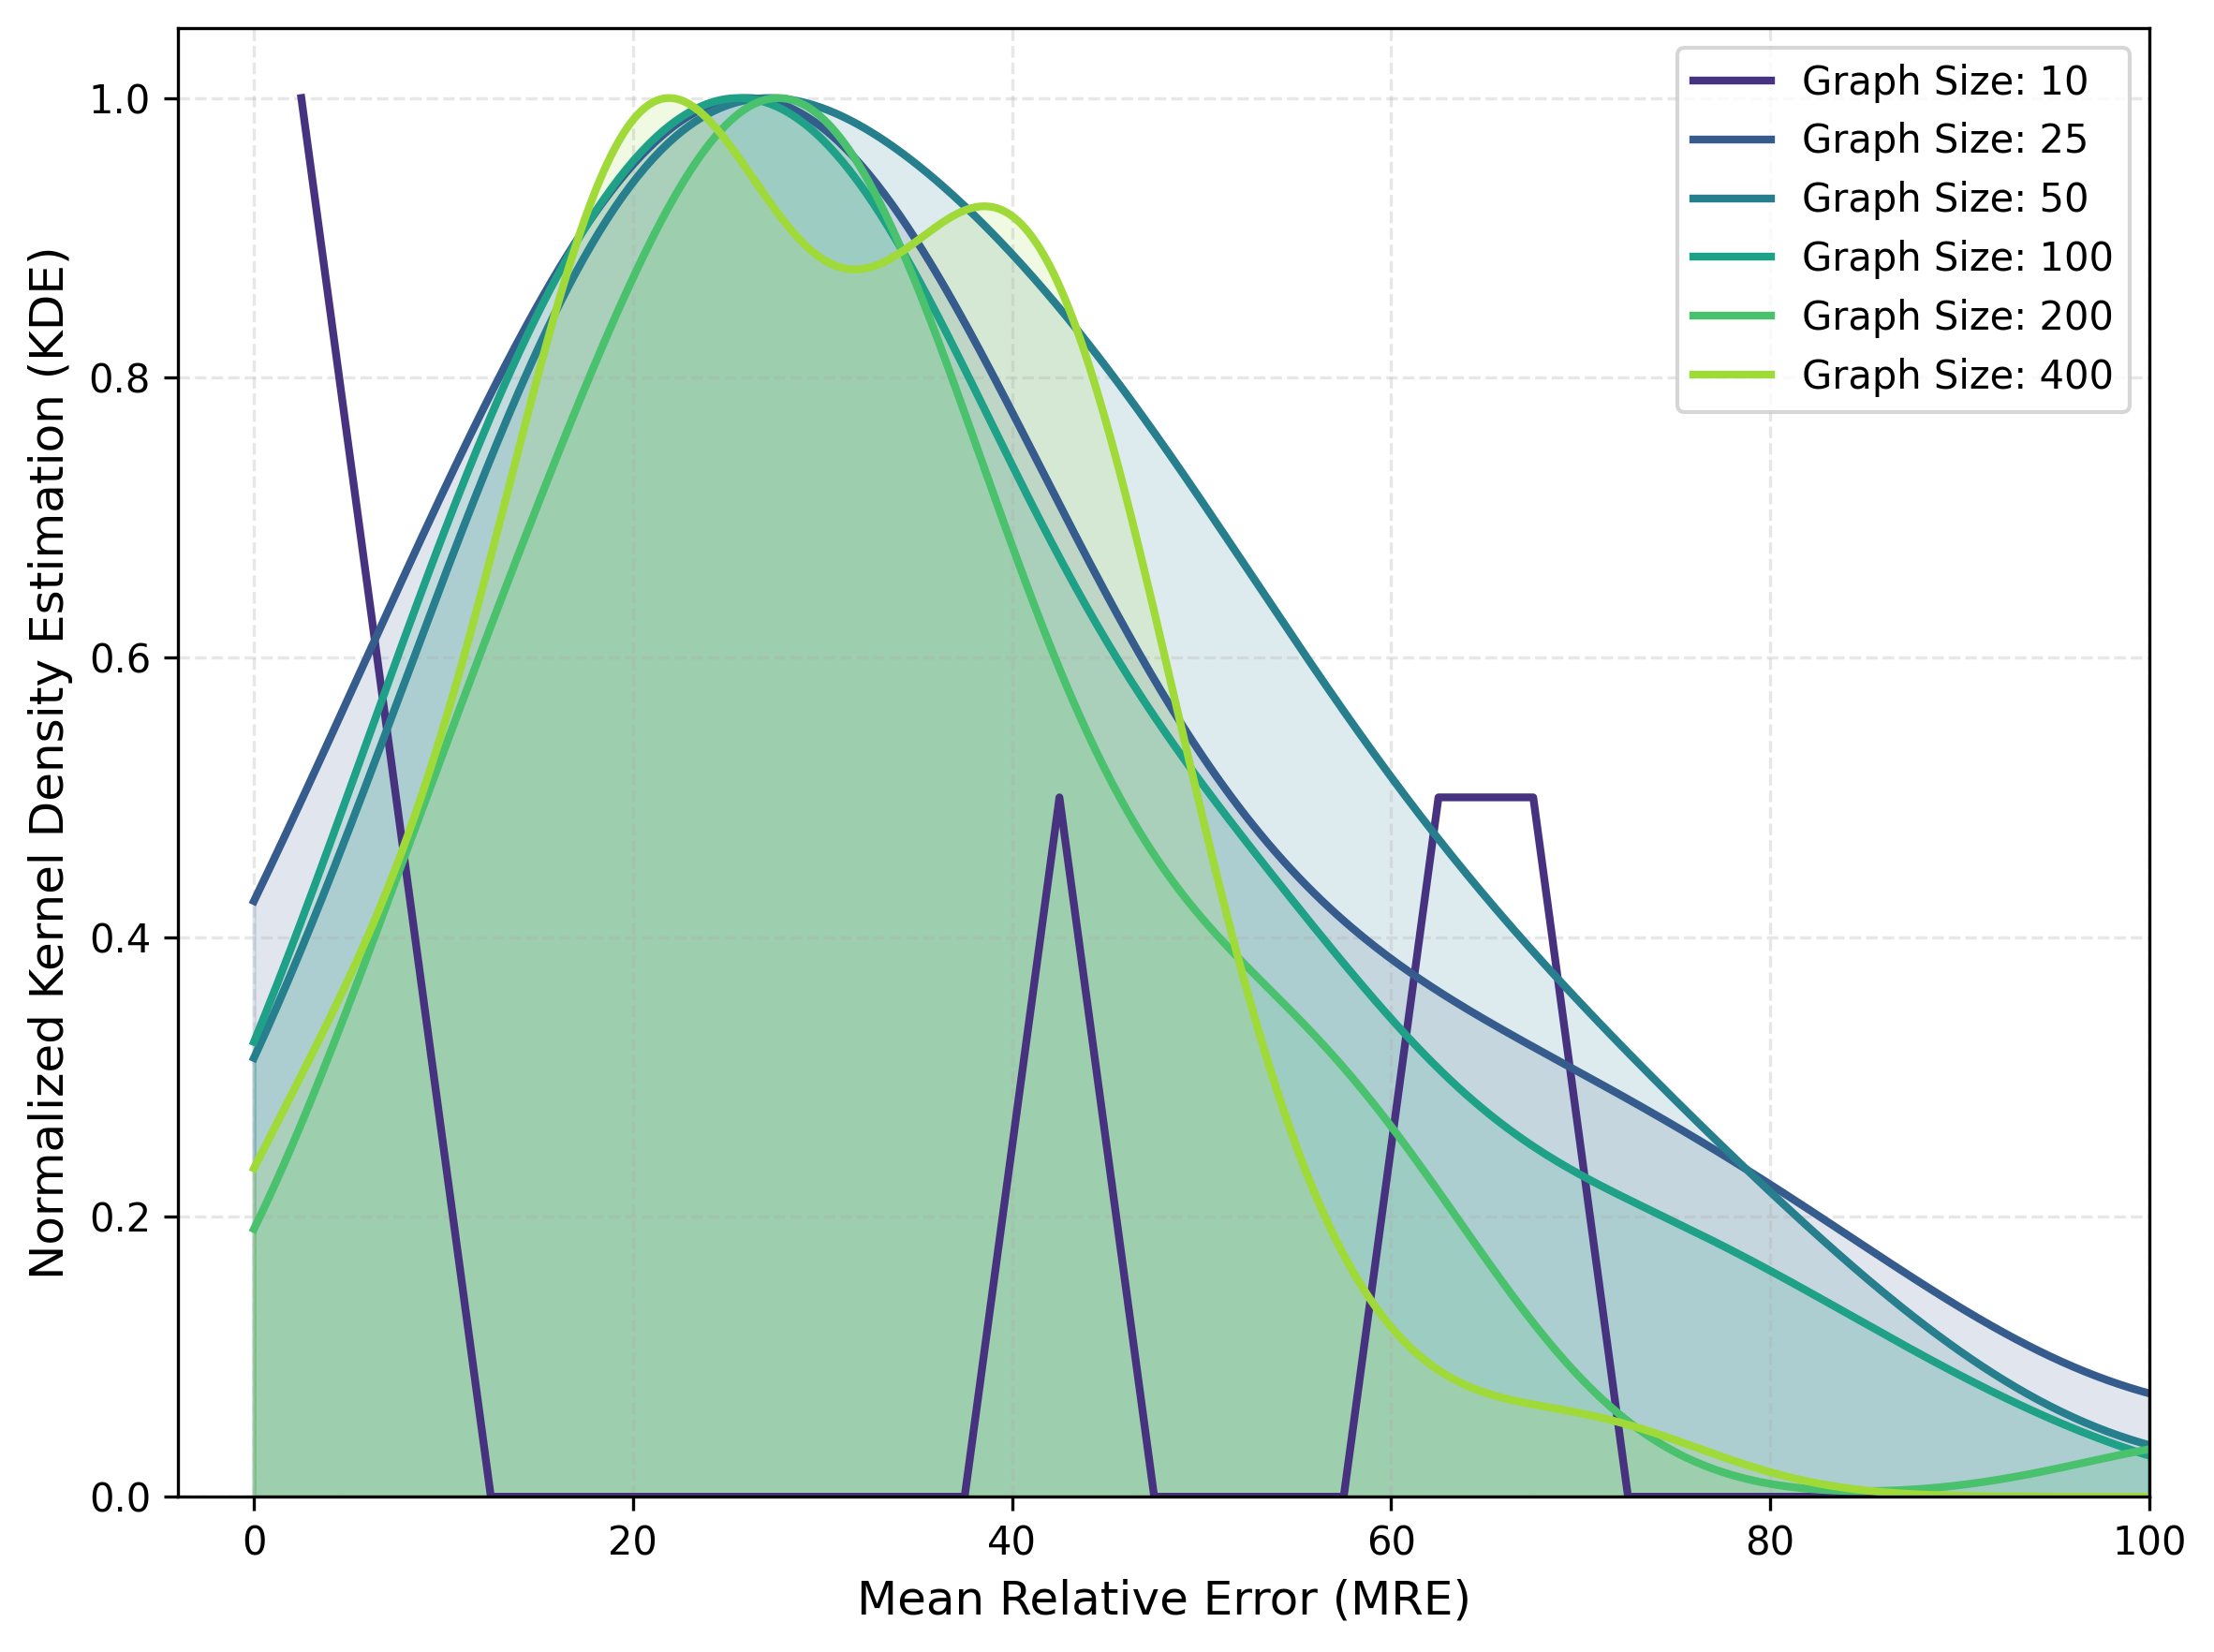 Normalized Kernel Density Estimation (KDE)
1.0
0.8
0.6
0.4
0.2
0.0
0
20
40
60
80
100
Mean Relative Error (MRE)
Graph Size: 10
Graph Size: 25
Graph Size: 50
Graph Size: 100
Graph Size: 200
Graph Size: 400